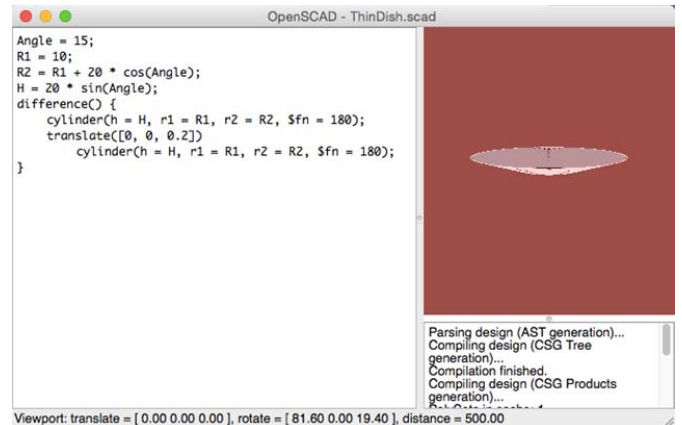 OpenSCAD - ThinDish.scad
Angle = 15;
R1 = 10;
R2 = R1 + 20 * cos(Angle);
H = 20 * sin(Angle);
difference() {
    cylinder(h = H, r1 = R1, r2 = R2, $fn = 180);
    translate([0, 0, 0.2])
        cylinder(h = H, r1 = R1, r2 = R2, $fn = 180);
}
Parsing design (AST generation)...
Compiling design (CSG Tree
generation)...
Compilation finished.
Compiling design (CSG Products
generation)...
Viewport: translate = [ 0.00 0.00 0.00 ], rotate = [ 81.60 0.00 19.40 ], distance = 500.00